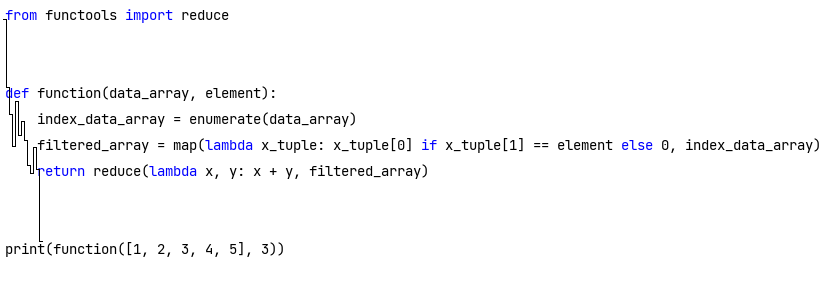 from functools import reduce
def function(data_array, element):
    index_data_array = enumerate(data_array)
    filtered_array = map(lambda x_tuple: x_tuple[0] if x_tuple[1] == element else 0, index_data_array)
    return reduce(lambda x, y: x + y, filtered_array)
print(function([1, 2, 3, 4, 5], 3))